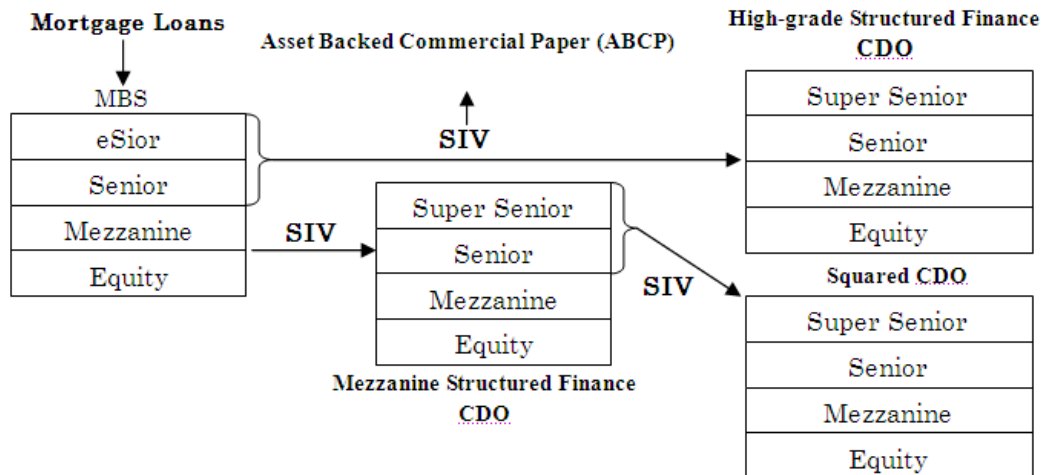 Mortgage Loans
MBS
eSior
Senior
Mezzanine
Equity
Asset Backed Commercial Paper (ABCP)
SIV
SIV
Super Senior
Senior
Mezzanine
Equity
Mezzanine Structured Finance
CDO
SIV
High-grade Structured Finance
CDO
Super Senior
Senior
Mezzanine
Equity
Squared CDO
Super Senior
Senior
Mezzanine
Equity